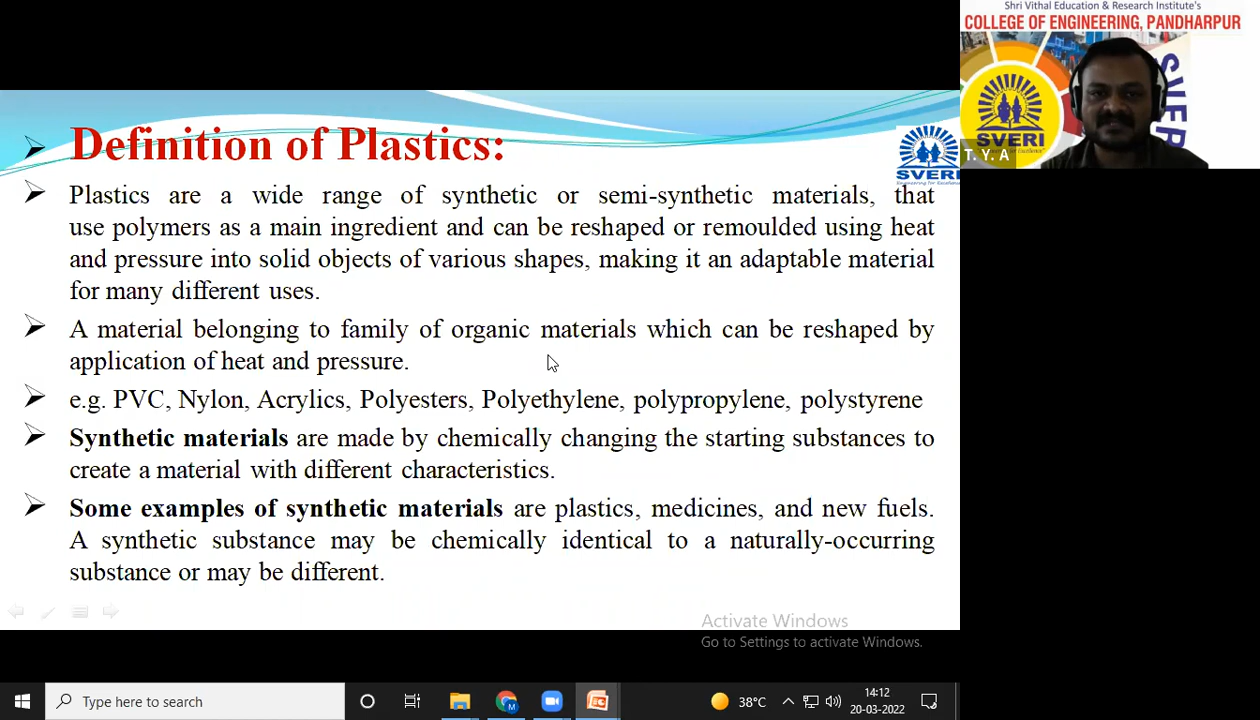 Shri Vithal Education & Research Institute's
COLLEGE OF ENGINEERING, PANDHARPUR
SVERI
T. Y. A
Definition of Plastics:
SVERI
Plastics are a wide range of synthetic or semi-synthetic materials, that
use polymers as a main ingredient and can be reshaped or remoulded using heat
and pressure into solid objects of various shapes, making it an adaptable material
for many different uses.
A material belonging to family of organic materials which can be reshaped by
application of heat and pressure.
e.g. PVC, Nylon, Acrylics, Polyesters, Polyethylene, polypropylene, polystyrene
Synthetic materials are made by chemically changing the starting substances to
create a material with different characteristics.
Some examples of synthetic materials are plastics, medicines, and new fuels.
A synthetic substance may be chemically identical to a naturally-occurring
substance or may be different.
Activate Windows
Go to Settings to activate Windows.
Type here to search
38°C
14:12
20-03-2022